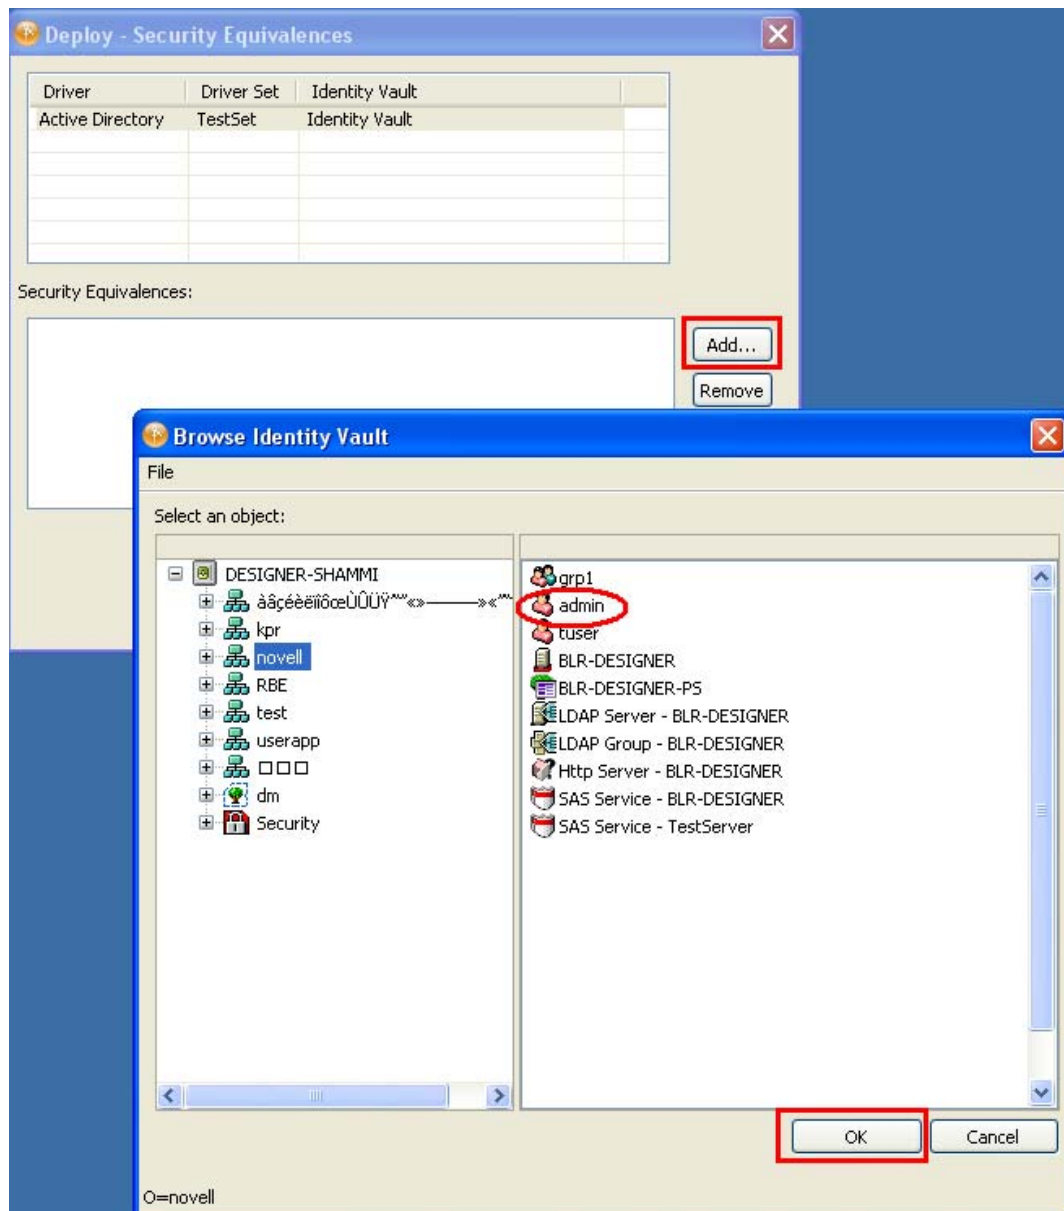 Deploy - Security Equivalences
Driver Driver Set Identity Vault
Active Directory TestSet Identity Vault
Security Equivalences:
Add...
Remove
Browse Identity Vault
File
Select an object:
DESIGNER-SHAMMI
kpr
novell
RBE
test
userapp
dm
Security
grp1
admin
tuser
BLR-DESIGNER
BLR-DESIGNER-PS
LDAP Server - BLR-DESIGNER
LDAP Group - BLR-DESIGNER
Http Server - BLR-DESIGNER
SAS Service - BLR-DESIGNER
SAS Service - TestServer
OK Cancel
O=novell